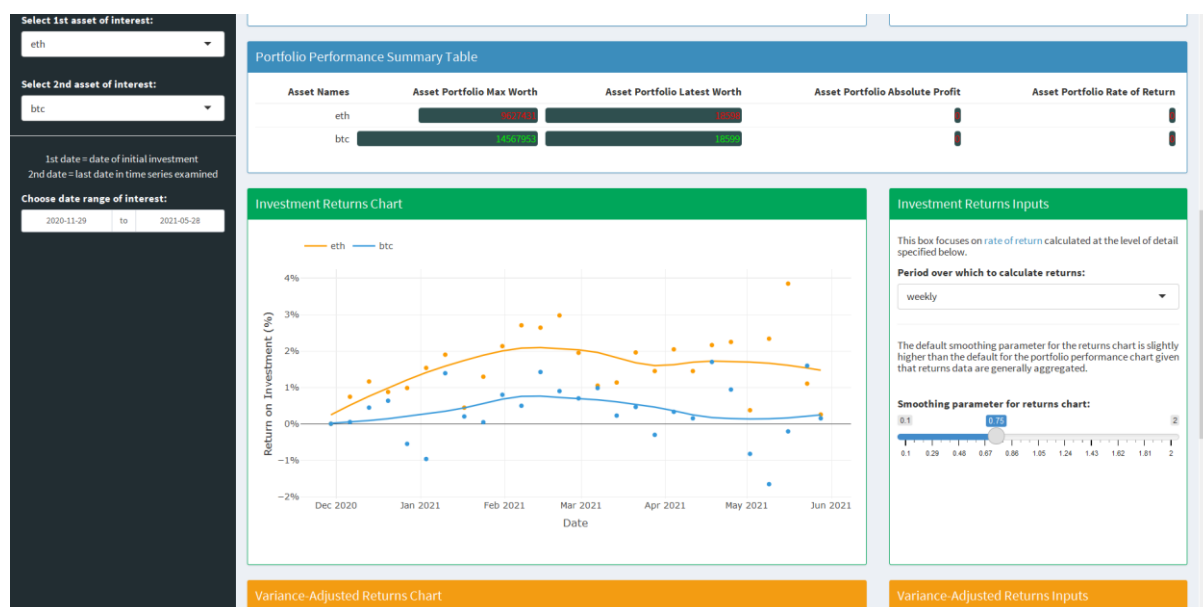 Select 1st asset of interest:
eth
Select 2nd asset of interest:
btc
1st date = date of initial investment
2nd date = last date in time series examined
Choose date range of interest:
2020-11-29 to 2021-05-28
Portfolio Performance Summary Table
Asset Names Asset Portfolio Max Worth Asset Portfolio Latest Worth Asset Portfolio Absolute Profit Asset Portfolio Rate of Return
eth
btc 14567953 18599
Investment Returns Chart
eth btc
4%
3%
2%
1%
0%
−1%
−2%
Return on Investment (%)
Dec 2020 Jan 2021 Feb 2021 Mar 2021 Apr 2021 May 2021 Jun 2021
Date
Investment Returns Inputs
This box focuses on rate of return calculated at the level of detail
specified below.
Period over which to calculate returns:
weekly
The default smoothing parameter for the returns chart is slightly
higher than the default for the portfolio performance chart given
that returns data are generally aggregated.
Smoothing parameter for returns chart:
0.1 0.75 2
0.1 0.29 0.48 0.67 0.86 1.05 1.24 1.43 1.62 1.81 2
Variance-Adjusted Returns Chart
Variance-Adjusted Returns Inputs